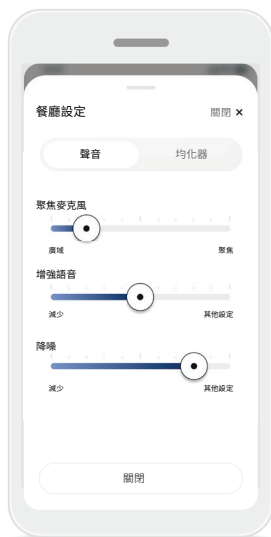 餐廳設定 關閉 ×
聲音 均化器
聚焦麥克風
廣域 聚焦
增強語音
減少 其他設定
降噪
減少 其他設定
關閉